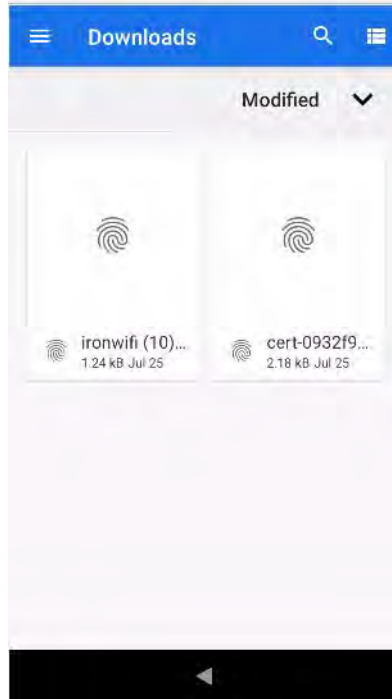 Downloads
Modified
ironwifi (10)...
1.24 kB Jul 25
cert-0932f9...
2.18 kB Jul 25